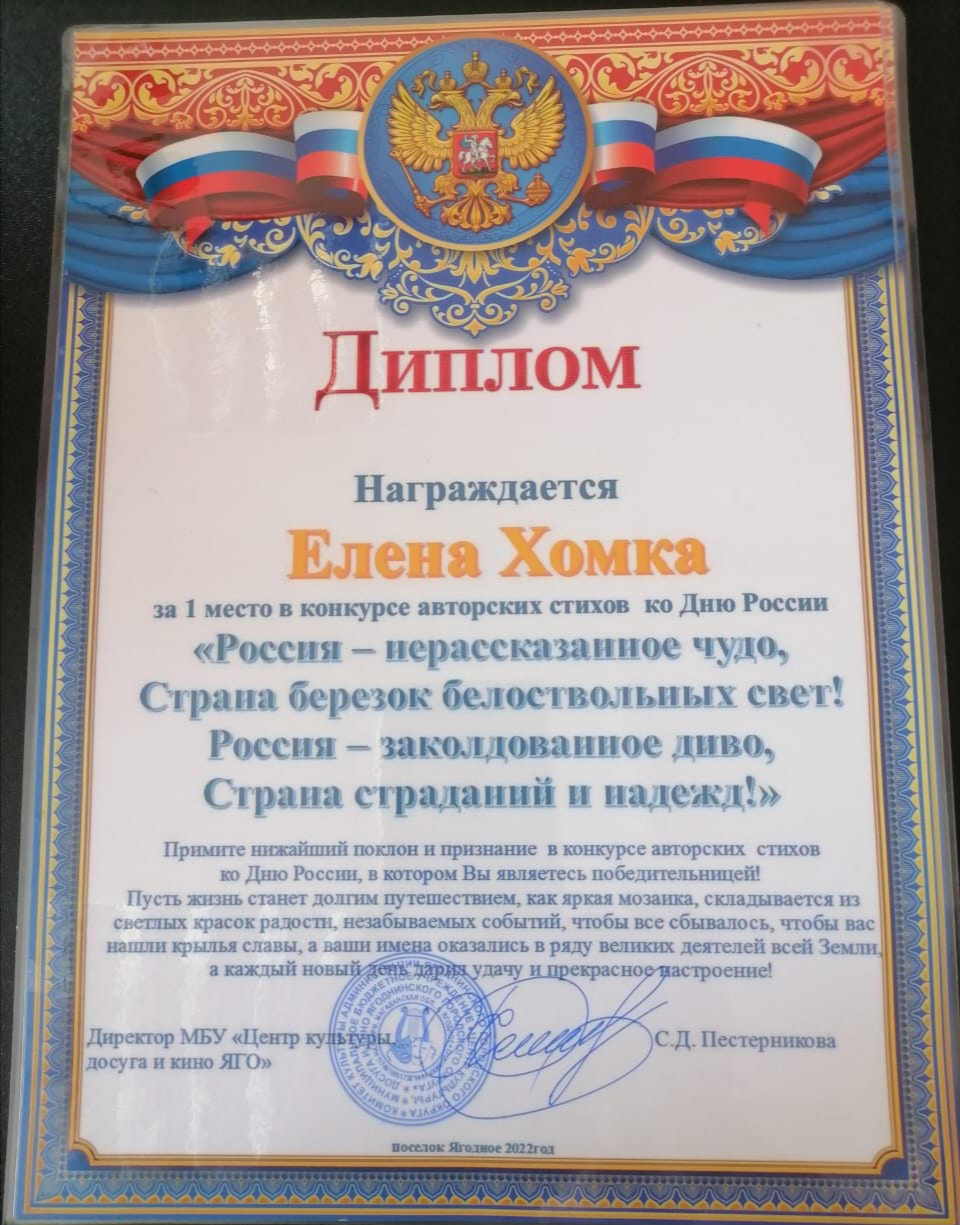 Диплом
Награждается
Елена Хомка
за 1 место в конкурсе авторских стихов ко Дню России
«Россия – нерассказанное чудо,
Страна березок белоствольных свет!
Россия – заколдованное диво,
Страна страданий и надежд!»
Примите нижайший поклон и признание в конкурсе авторских стихов
ко Дню России, в котором Вы являетесь победительницей!
Пусть жизнь станет долгим путешествием, как яркая мозаика, складывается из
светлых красок радости, незабываемых событий, чтобы все сбывалось, чтобы вас
нашли крылья славы, а ваши имена оказались в ряду великих деятелей всей Земли,
а каждый новый день дарил удачу и прекрасное настроение!
Директор МБУ «Центр культуры,
досуга и кино ЯГО»
С.Д. Пестерникова
поселок Ягодное 2022год